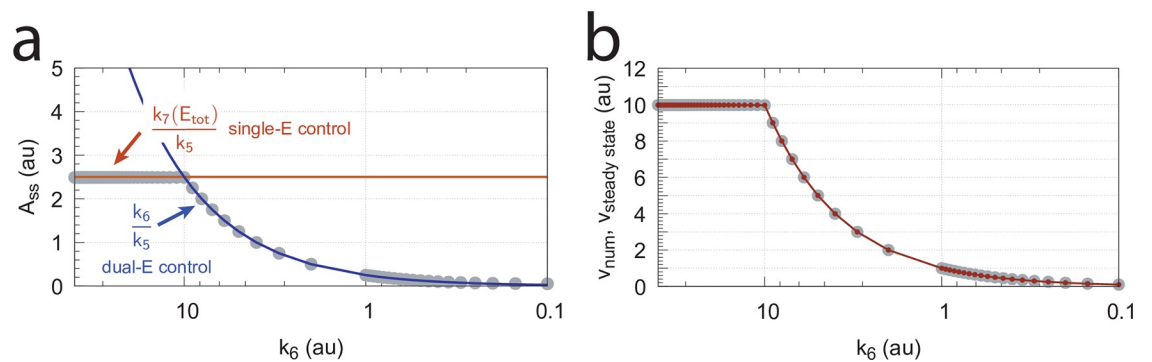 a
5
4
3
2
1
0
A_ss (au)
k_7(E_tot)
k_5
single-E control
k_6
k_5
dual-E control
10
1
0.1
k_6 (au)
b
12
10
8
6
4
2
0
v_num, v_steady state (au)
10
1
0.1
k_6 (au)